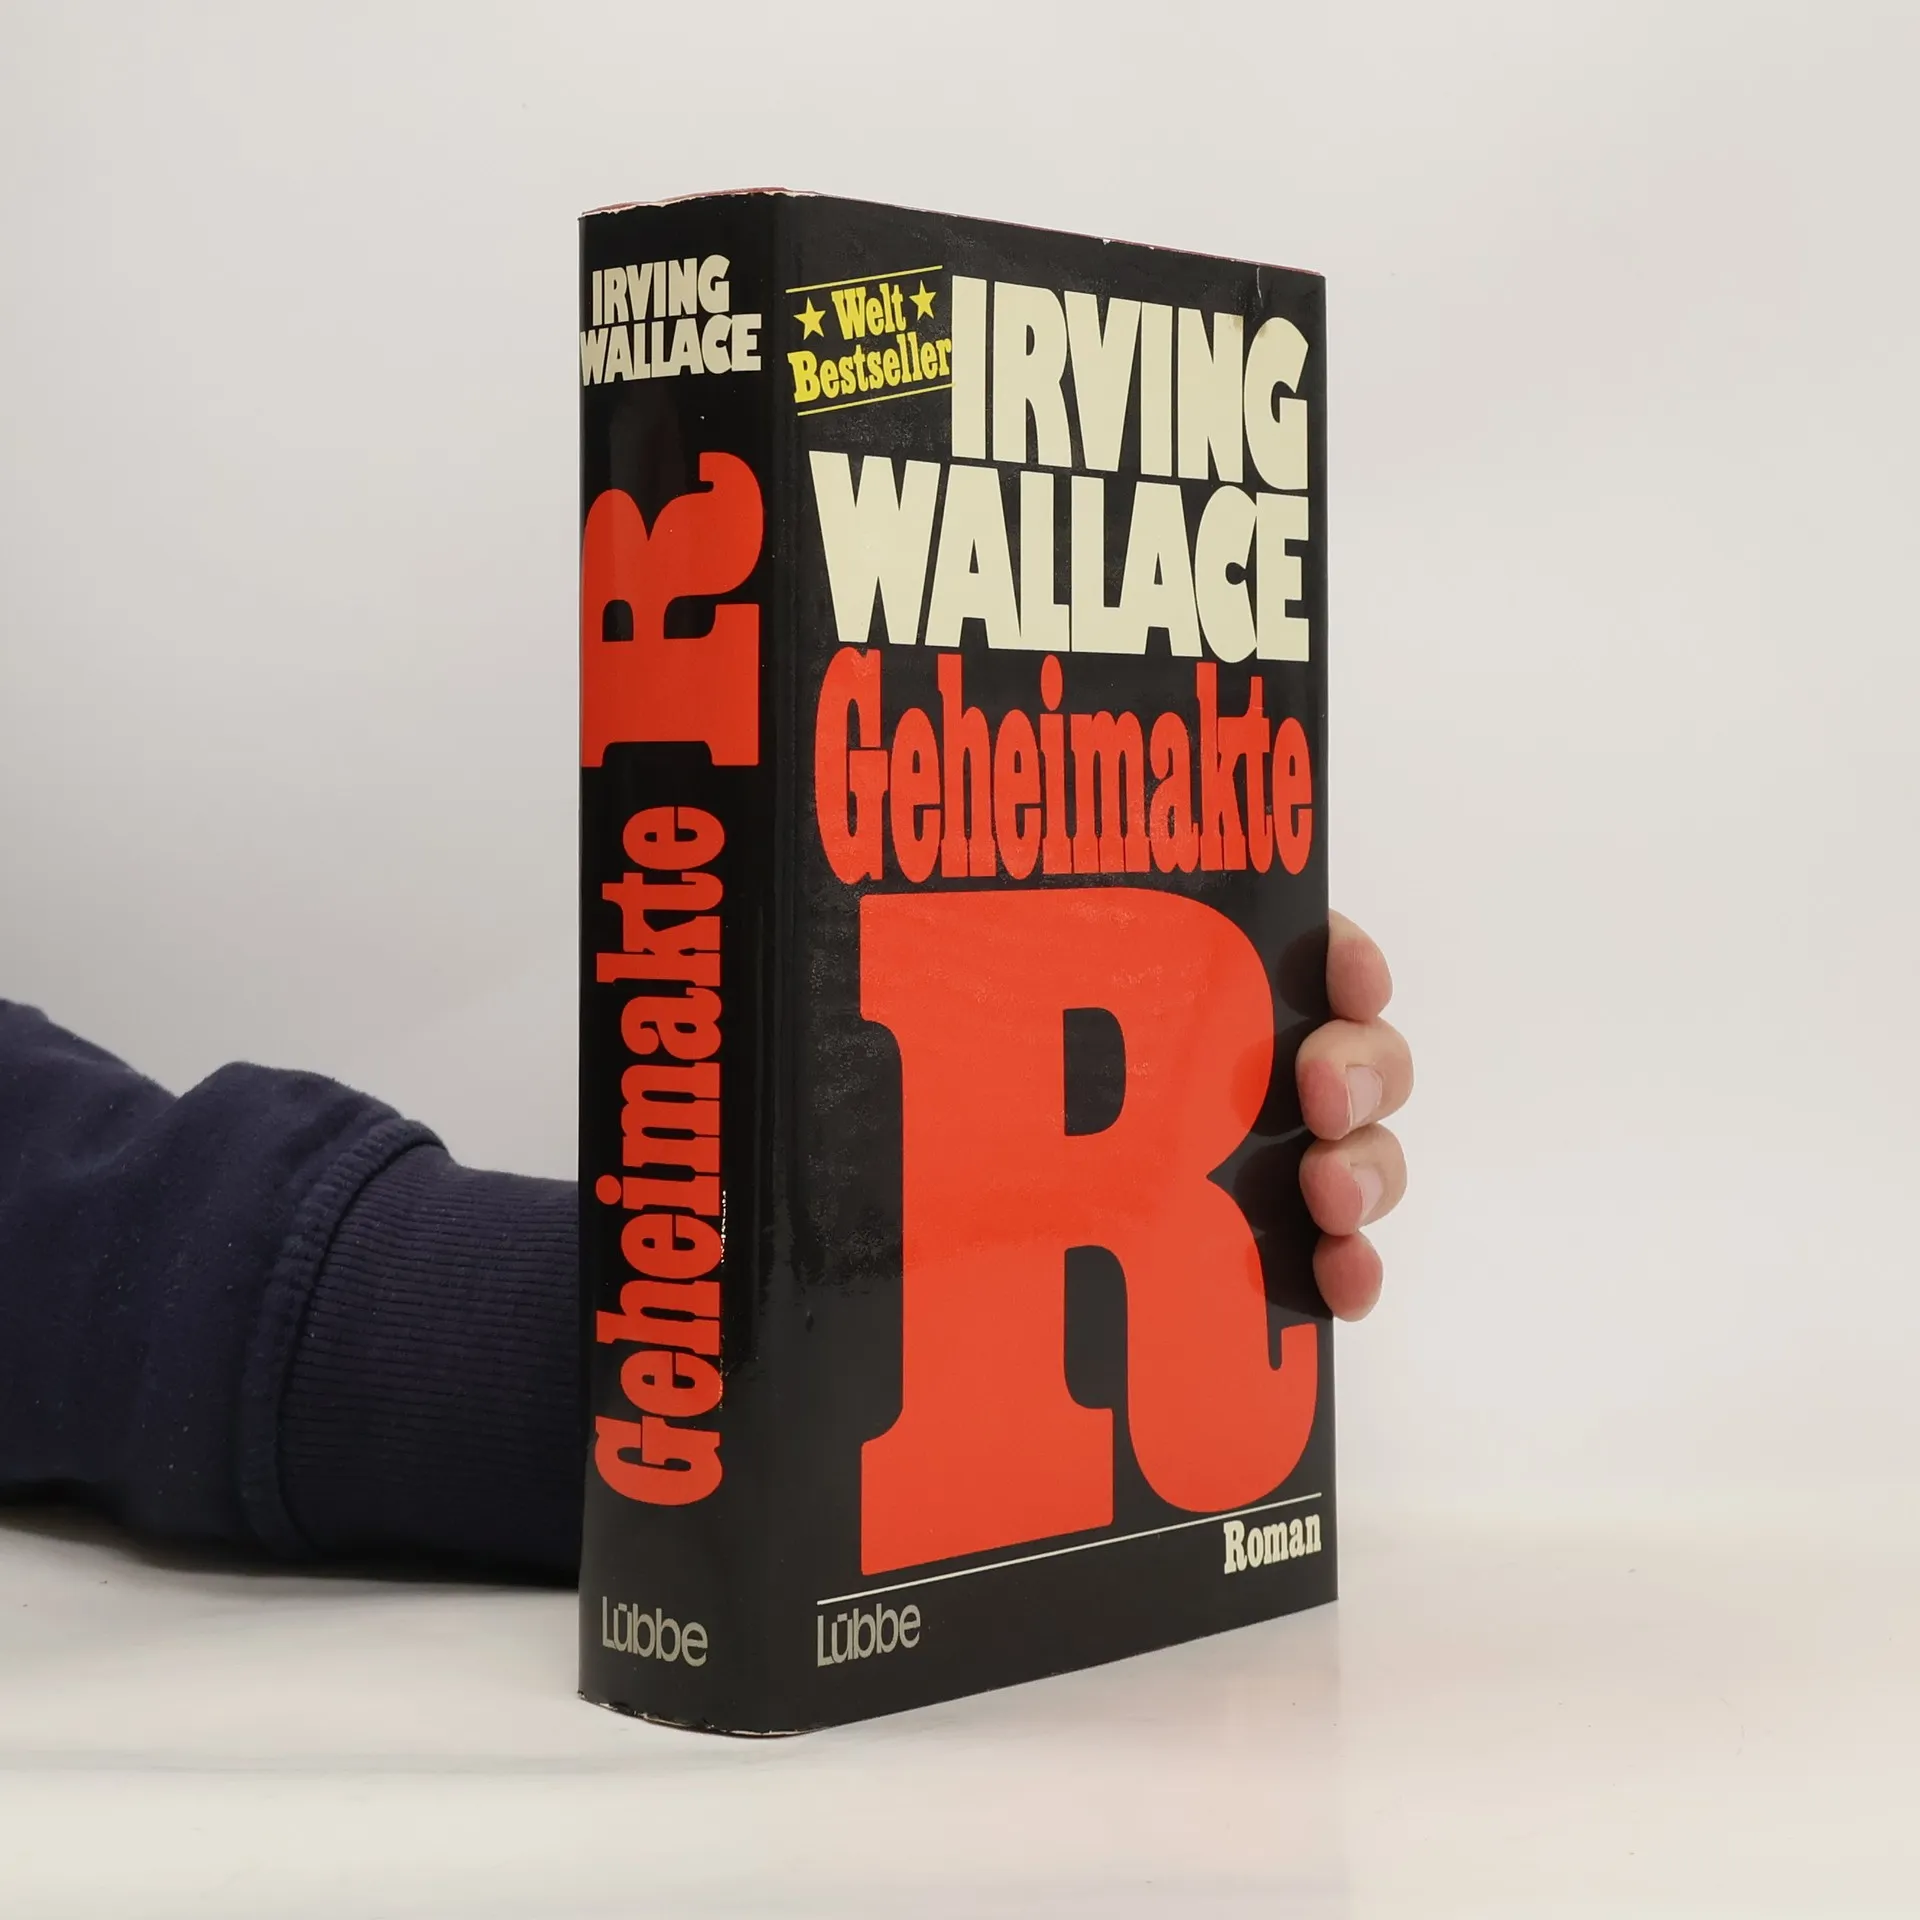 IRVING
WALLACE
Geheimakte R
Lübbe
★ Welt ★
Bestseller
IRVING
WALLACE
Geheimakte
R
Roman
Lübbe